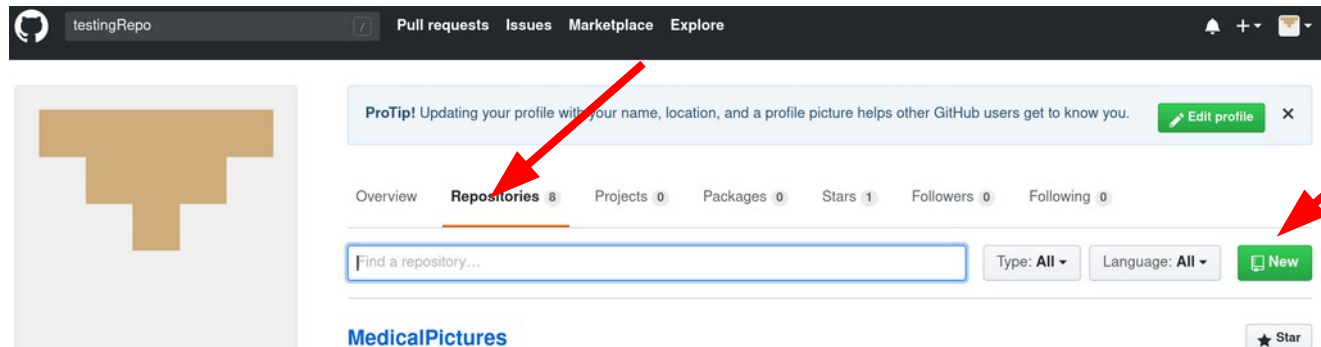 testingRepo / Pull requests Issues Marketplace Explore
ProTip! Updating your profile with your name, location, and a profile picture helps other GitHub users get to know you. Edit profile
Overview Repositories 8 Projects 0 Packages 0 Stars 1 Followers 0 Following 0
Find a repository… Type: All Language: All New
MedicalPictures Star